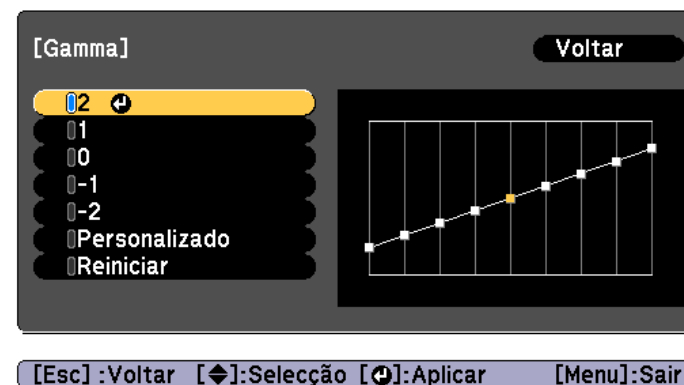 [Gamma] Voltar
2
1
0
-1
-2
Personalizado
Reiniciar
[Esc] :Voltar [◆]:Selecção [↵]:Aplicar [Menu]:Sair